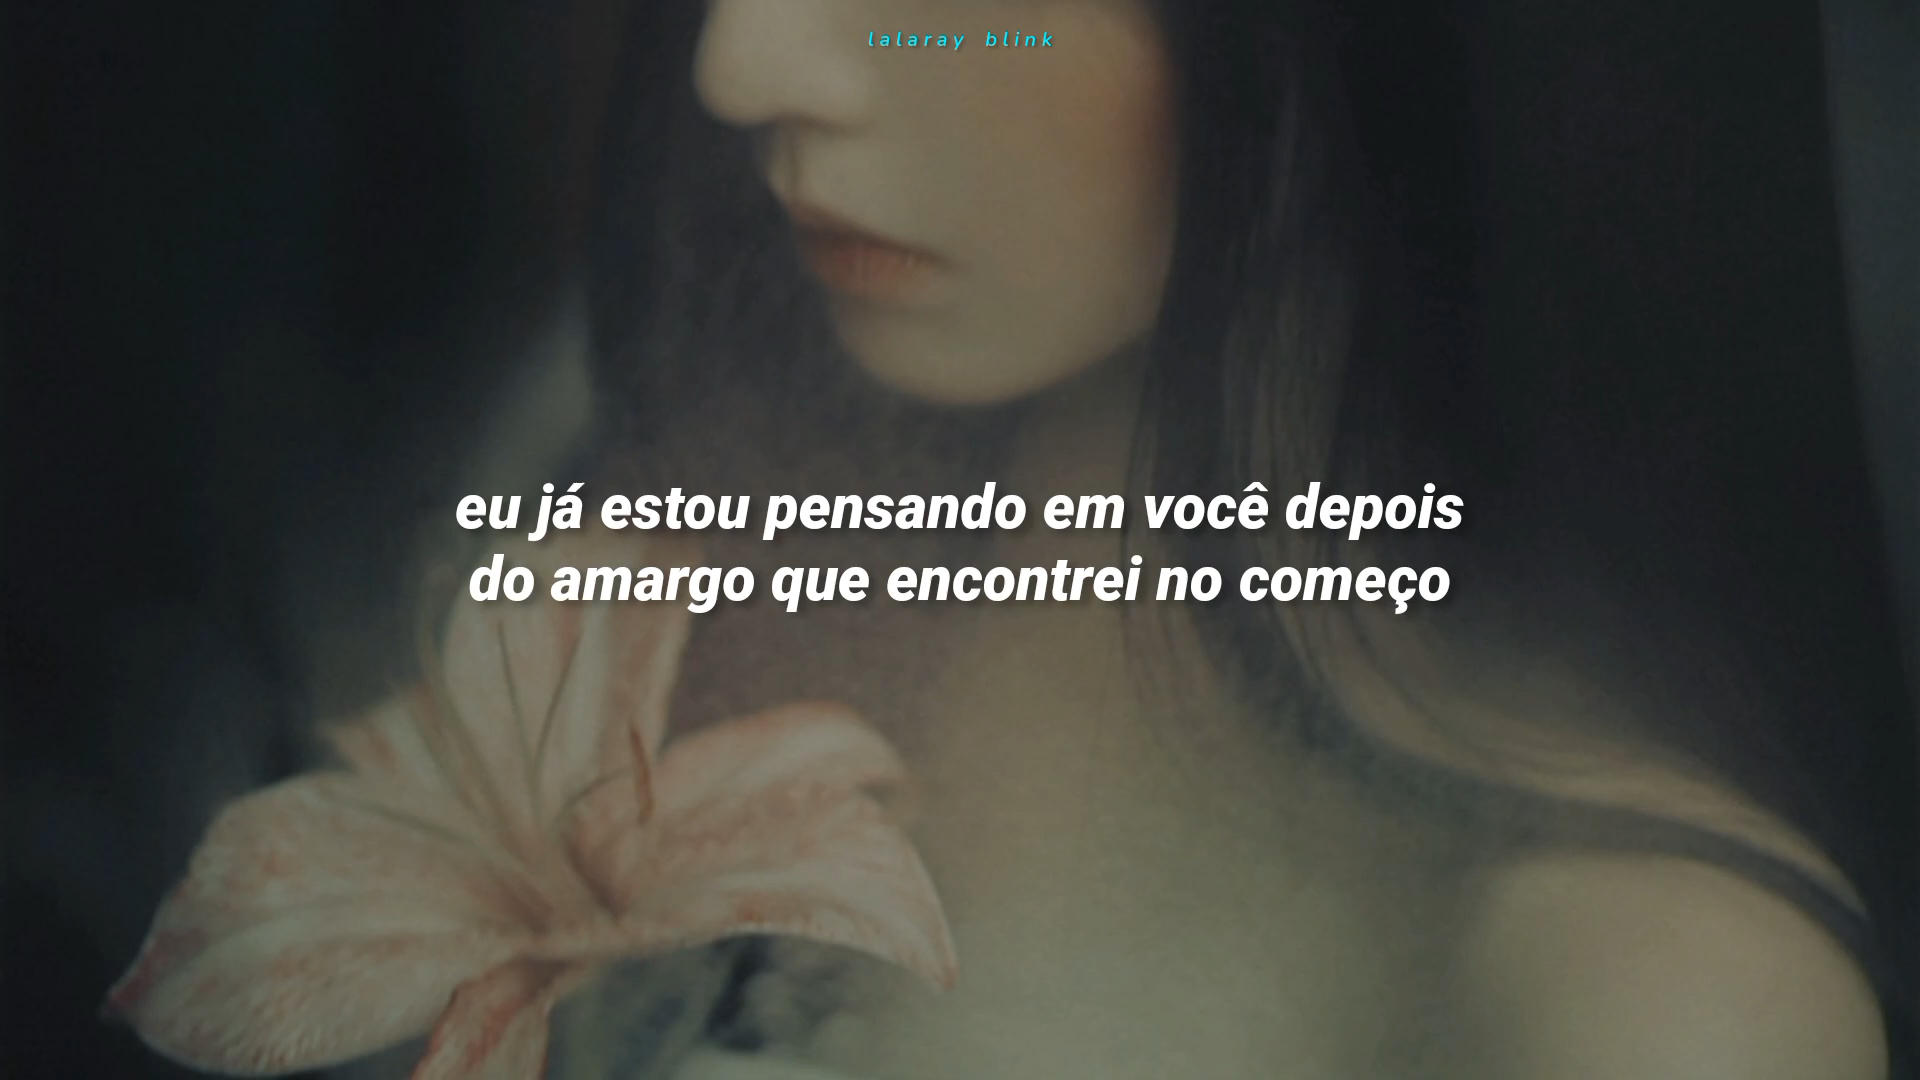 lalaray blink
eu já estou pensando em você depois
do amargo que encontrei no começo